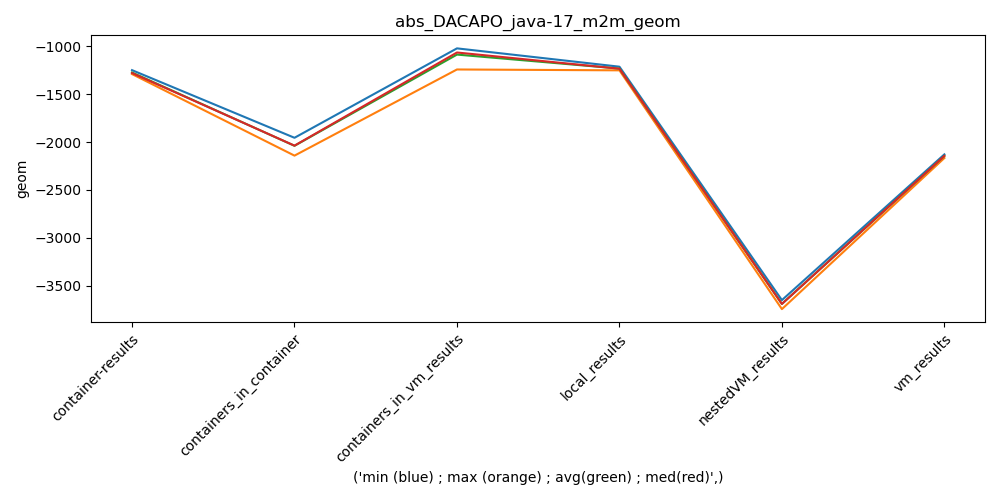 abs_DACAPO_java-17_m2m_geom
geom
−1000
−1500
−2000
−2500
−3000
−3500
container-results
containers_in_container
containers_in_vm_results
local_results
nestedVM_results
vm_results
('min (blue) ; max (orange) ; avg(green) ; med(red)',)